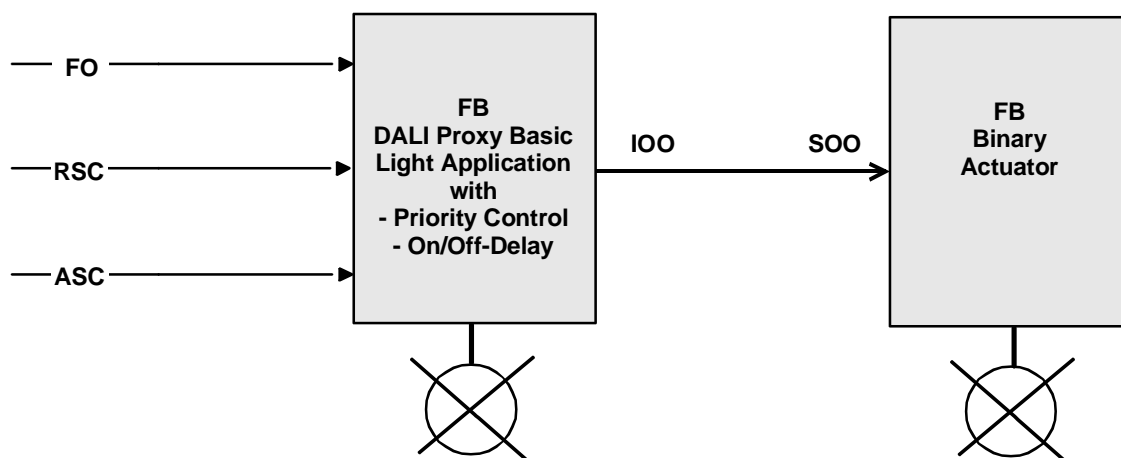 FO
RSC
ASC
FB
DALI Proxy Basic
Light Application
with
- Priority Control
- On/Off-Delay
IOO
SOO
FB
Binary
Actuator